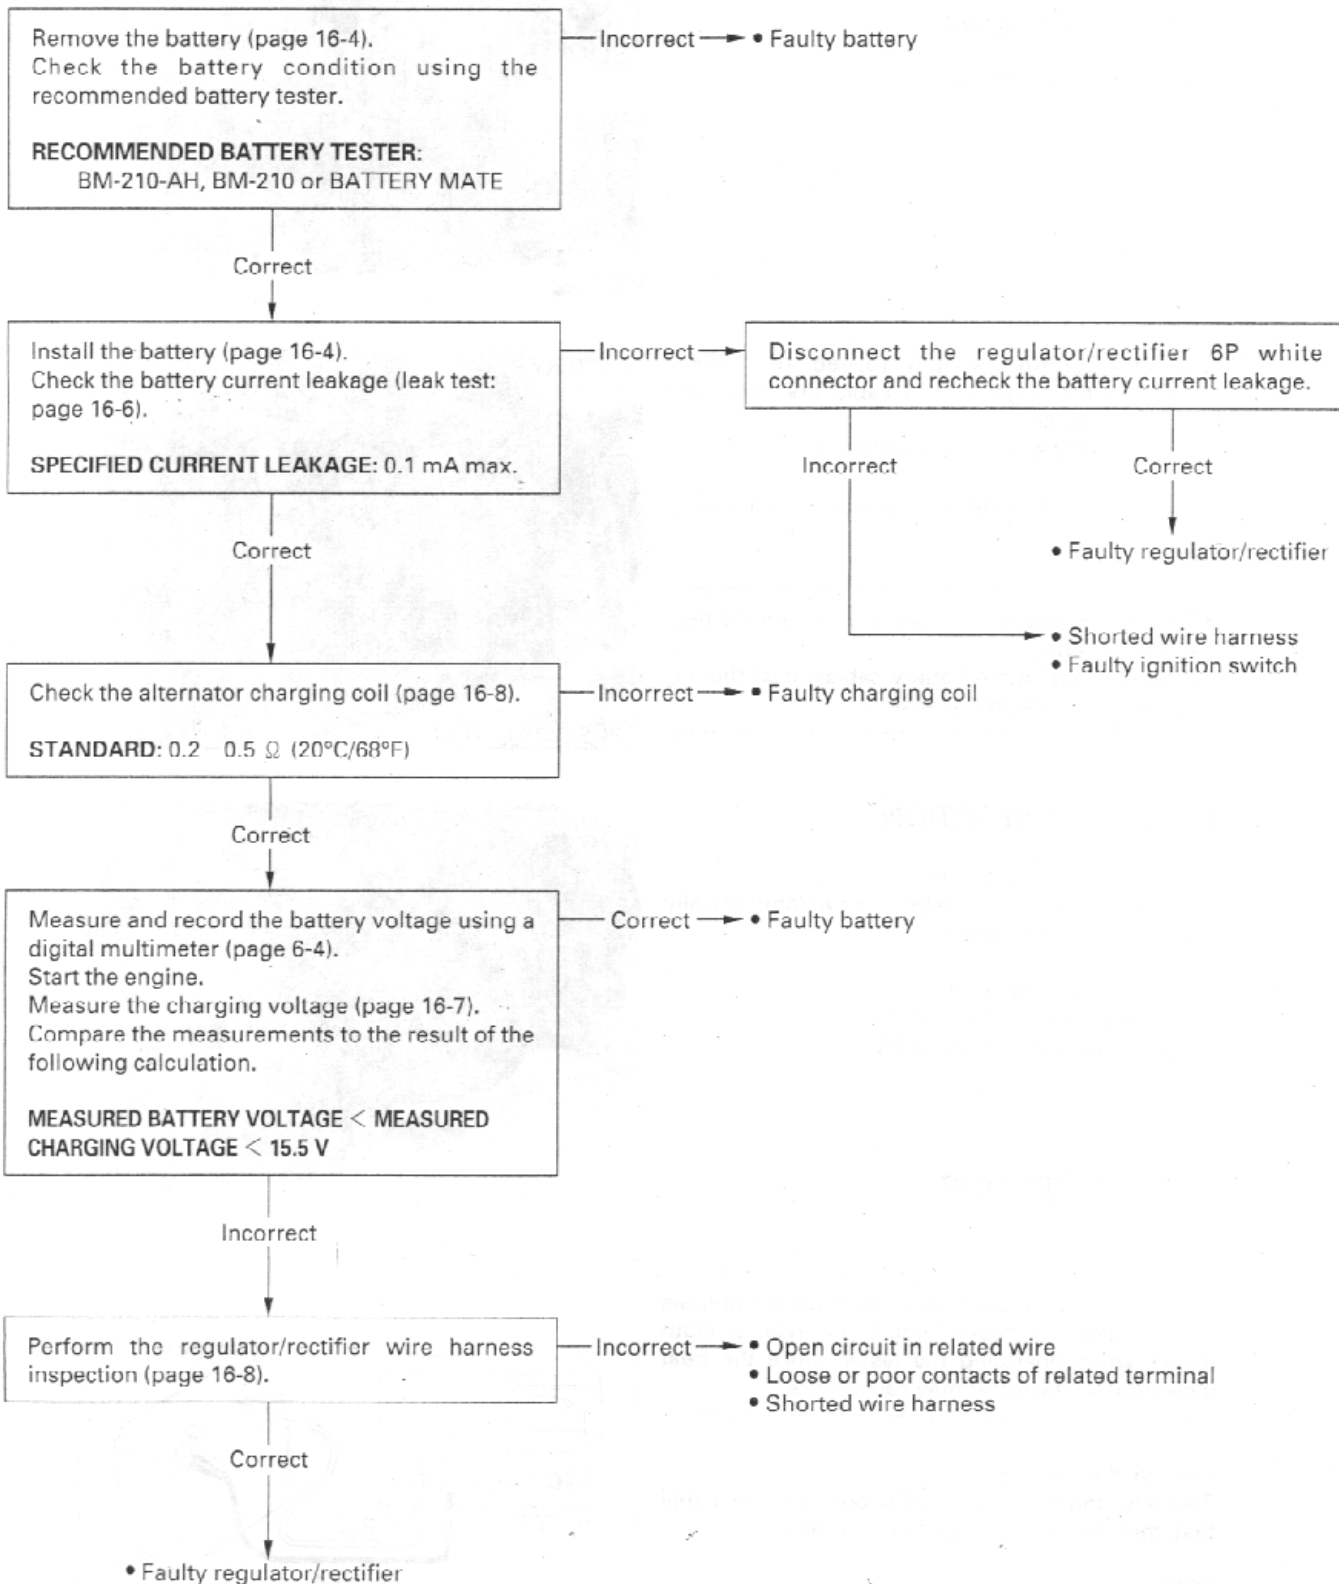 Remove the battery (page 16-4).
Check the battery condition using the
recommended battery tester.
RECOMMENDED BATTERY TESTER:
BM-210-AH, BM-210 or BATTERY MATE
Incorrect
• Faulty battery
Correct
Install the battery (page 16-4).
Check the battery current leakage (leak test:
page 16-6).
SPECIFIED CURRENT LEAKAGE: 0.1 mA max.
Incorrect
Disconnect the regulator/rectifier 6P white
connector and recheck the battery current leakage.
Incorrect
Correct
• Faulty regulator/rectifier
• Shorted wire harness
• Faulty ignition switch
Correct
Check the alternator charging coil (page 16-8).
STANDARD: 0.2 0.5 Ω (20°C/68°F)
Incorrect
• Faulty charging coil
Correct
Measure and record the battery voltage using a
digital multimeter (page 6-4).
Start the engine.
Measure the charging voltage (page 16-7).
Compare the measurements to the result of the
following calculation.
MEASURED BATTERY VOLTAGE < MEASURED
CHARGING VOLTAGE < 15.5 V
Correct
• Faulty battery
Incorrect
Perform the regulator/rectifier wire harness
inspection (page 16-8).
Incorrect
• Open circuit in related wire
• Loose or poor contacts of related terminal
• Shorted wire harness
Correct
• Faulty regulator/rectifier